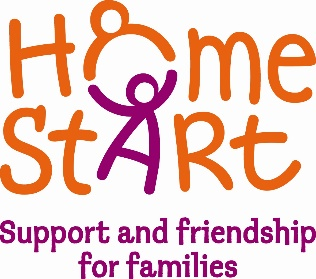 HOME
StARt
Support and friendship
for families